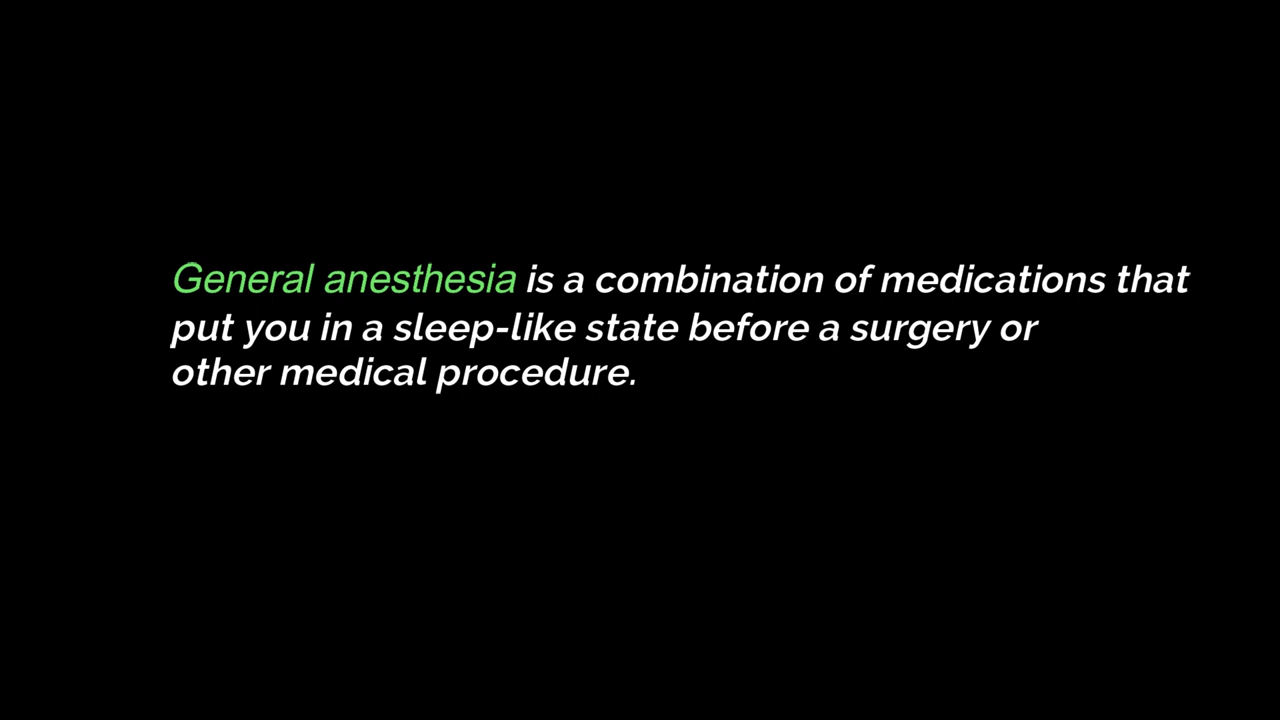 General anesthesia is a combination of medications that
put you in a sleep-like state before a surgery or
other medical procedure.